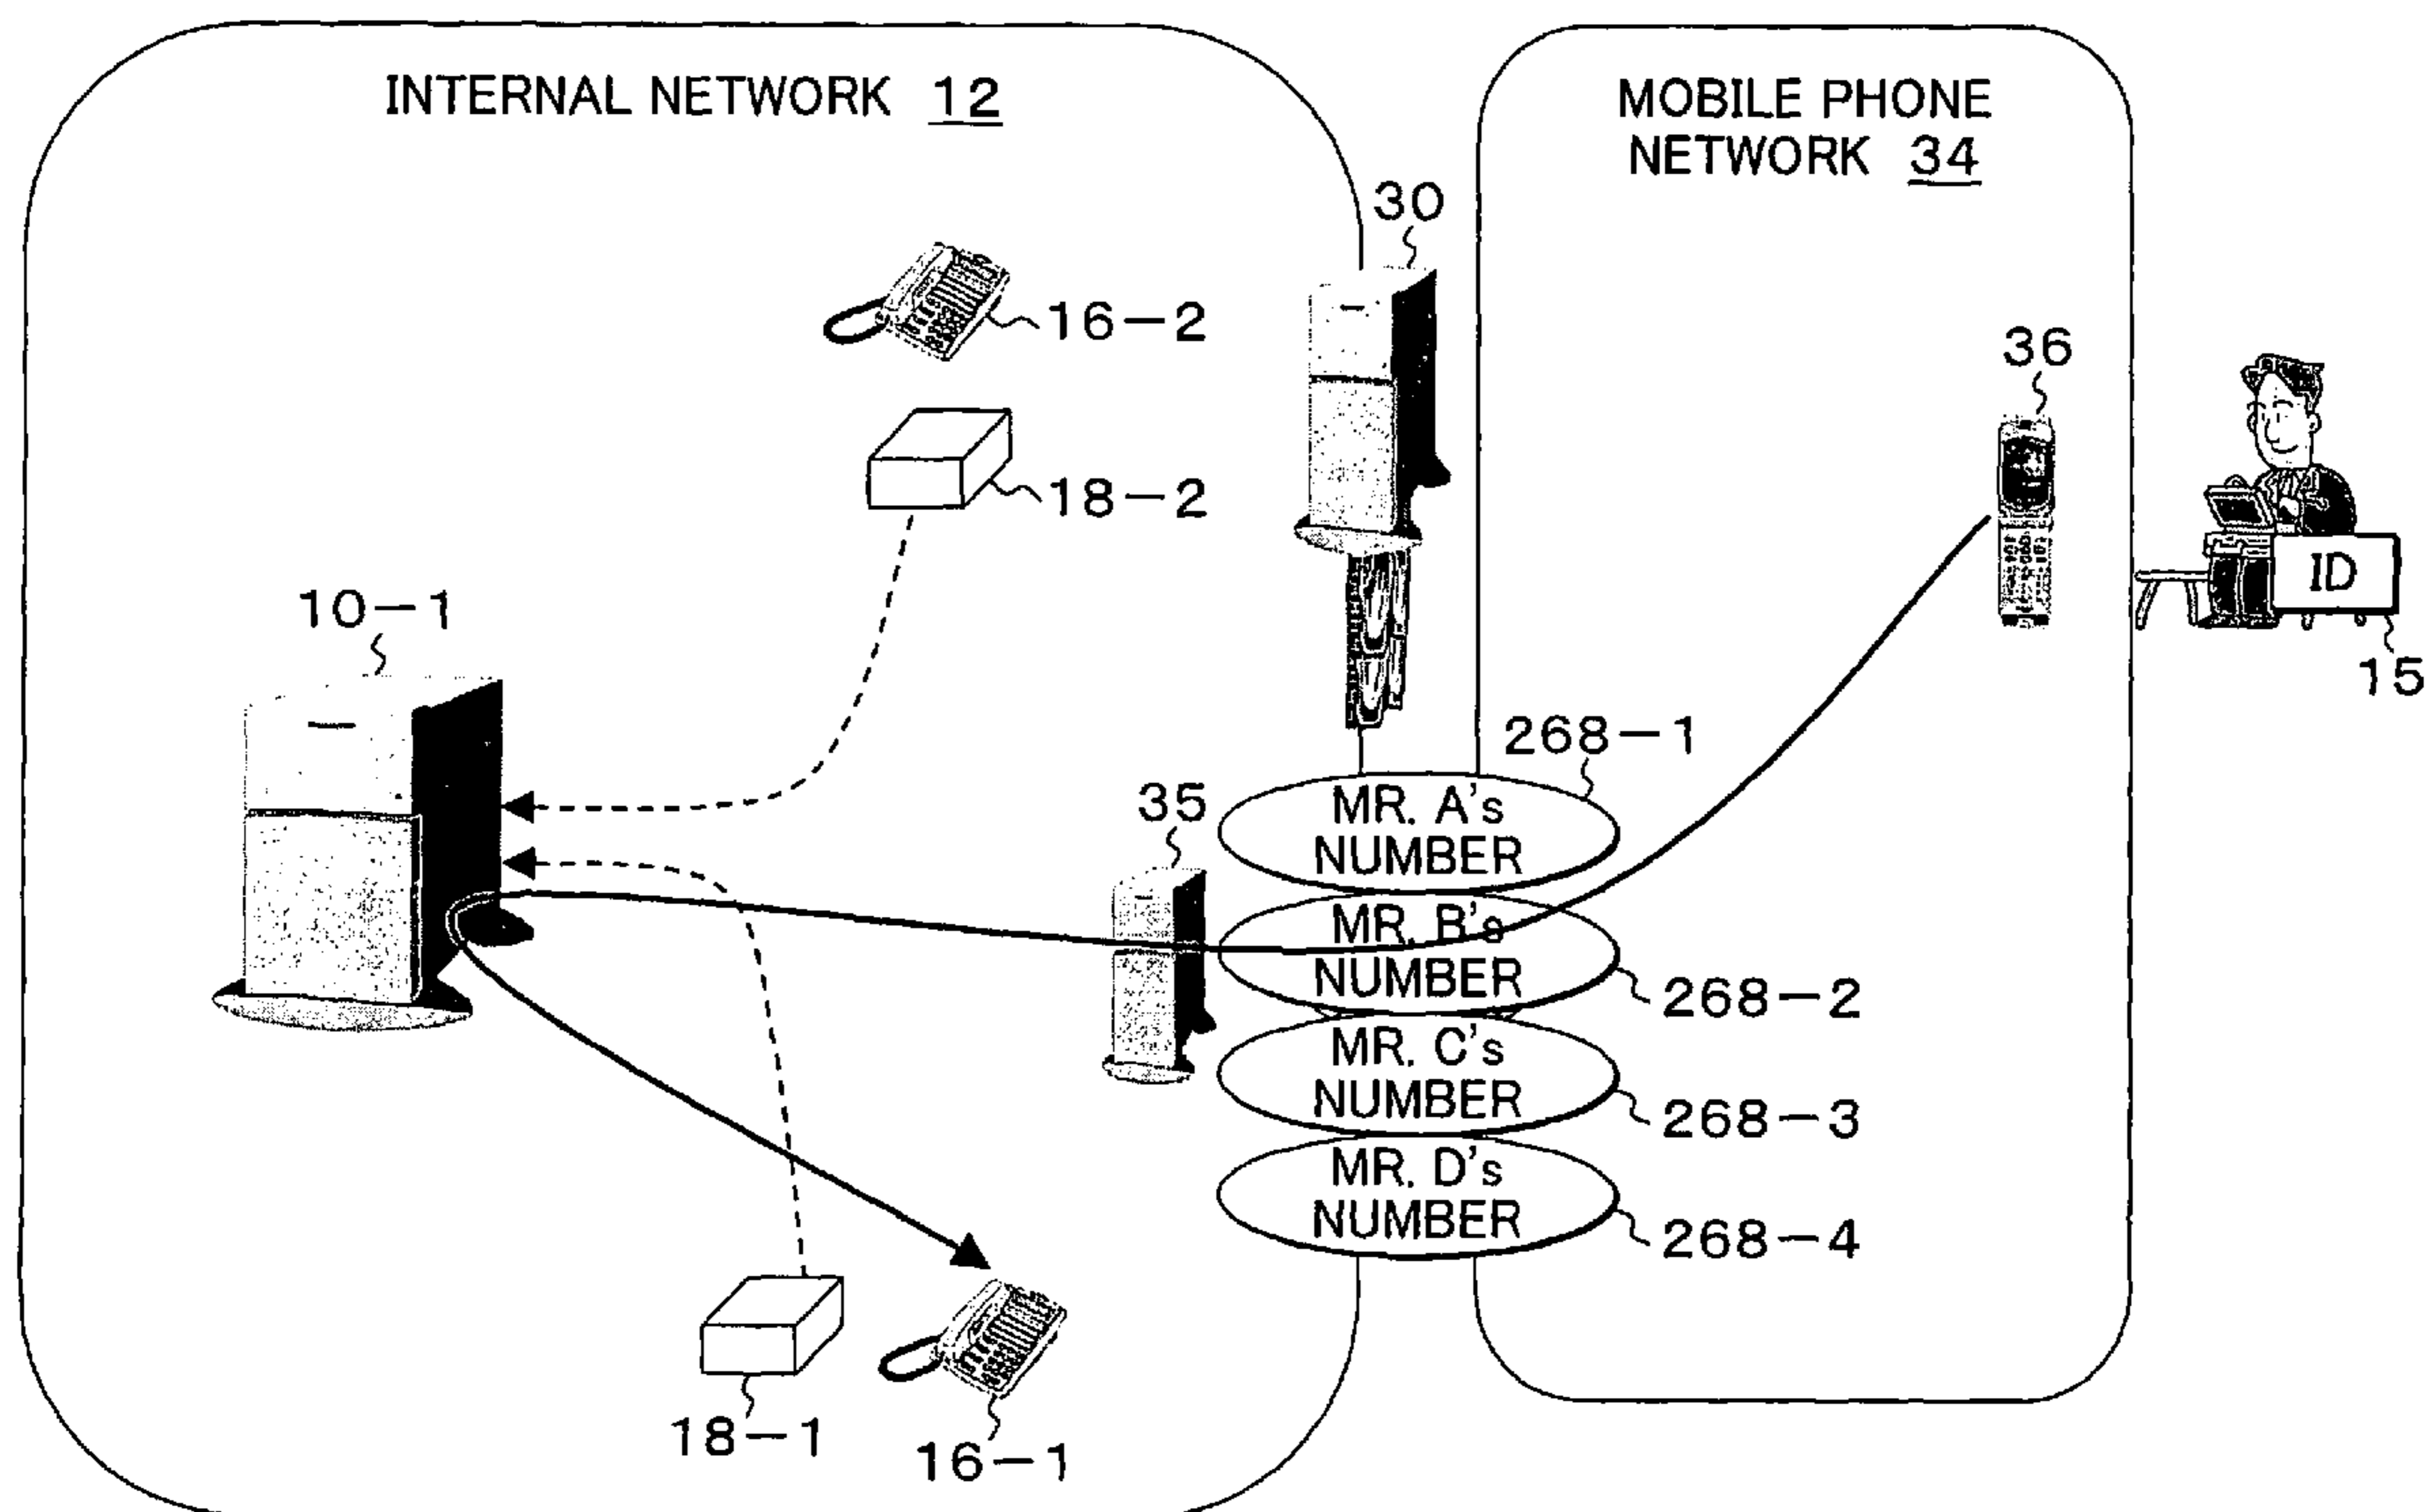 INTERNAL NETWORK 12
MOBILE PHONE
NETWORK 34
30
16-2
36
18-2
ID
10-1
15
268-1
35
MR. A's
NUMBER
MR. B's
NUMBER
268-2
MR. C's
NUMBER
268-3
MR. D's
NUMBER
268-4
18-1
16-1